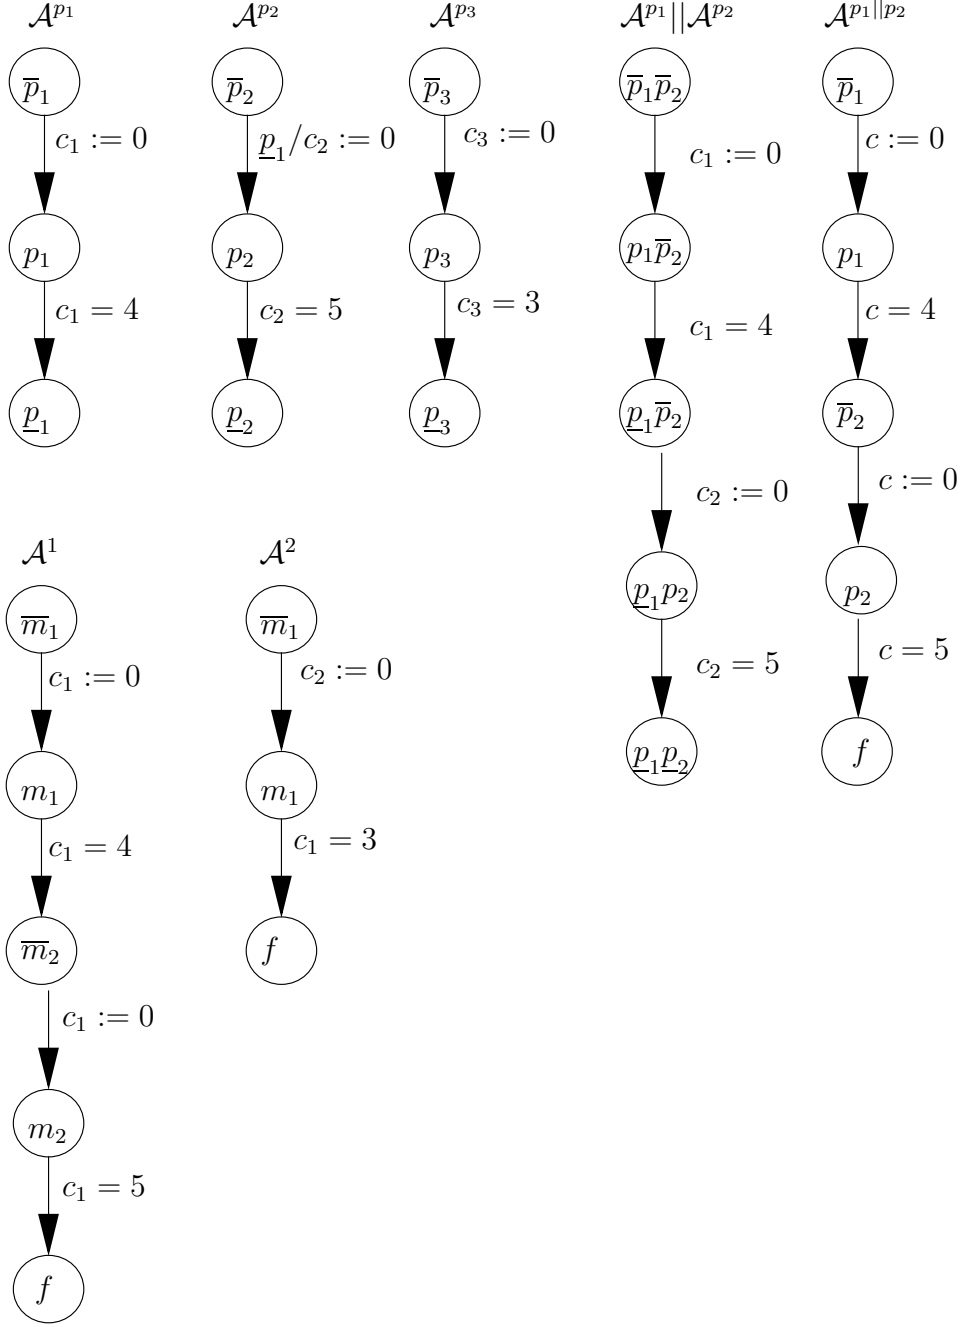 𝒜^{p₁} 𝒜^{p₂} 𝒜^{p₃} 𝒜^{p₁}||𝒜^{p₂} 𝒜^{p₁||p₂}
p̅₁ p̅₂ p̅₃ p̅₁p̅₂ p̅₁
c₁ := 0 p̲₁/c₂ := 0 c₃ := 0 c₁ := 0 c := 0
p₁ p₂ p₃ p₁p̅₂ p₁
c₁ = 4 c₂ = 5 c₃ = 3 c₁ = 4 c = 4
p̲₁ p̲₂ p̲₃ p̲₁p̅₂ p̅₂
c₂ := 0 c := 0
p̲₁p₂ p₂
c₂ = 5 c = 5
p̲₁p̲₂ f
𝒜¹ 𝒜²
m̅₁ m̅₁
c₁ := 0 c₂ := 0
m₁ m₁
c₁ = 4 c₁ = 3
m̅₂ f
c₁ := 0
m₂
c₁ = 5
f